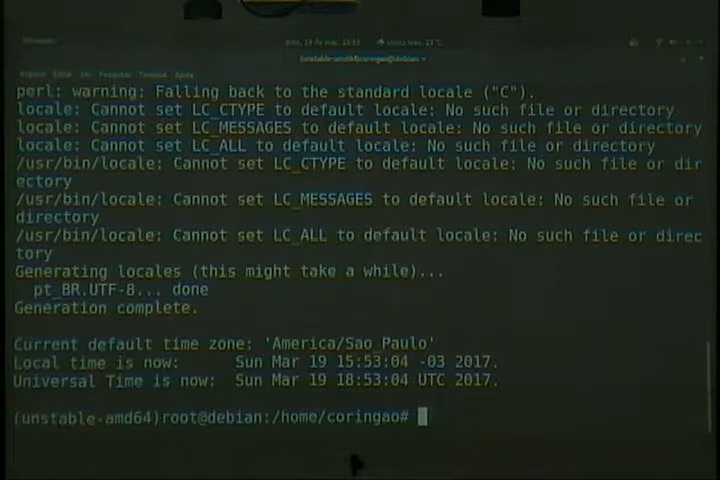 (unstable-amd64)coringao@debian: ~
perl: warning: Falling back to the standard locale ("C").
locale: Cannot set LC_CTYPE to default locale: No such file or directory
locale: Cannot set LC_MESSAGES to default locale: No such file or directory
locale: Cannot set LC_ALL to default locale: No such file or directory
/usr/bin/locale: Cannot set LC_CTYPE to default locale: No such file or dir
ectory
/usr/bin/locale: Cannot set LC_MESSAGES to default locale: No such file or
directory
/usr/bin/locale: Cannot set LC_ALL to default locale: No such file or direc
tory
Generating locales (this might take a while)...
pt_BR.UTF-8... done
Generation complete.
Current default time zone: 'America/Sao_Paulo'
Local time is now:      Sun Mar 19 15:53:04 -03 2017.
Universal Time is now:  Sun Mar 19 18:53:04 UTC 2017.
(unstable-amd64)root@debian:/home/coringao#